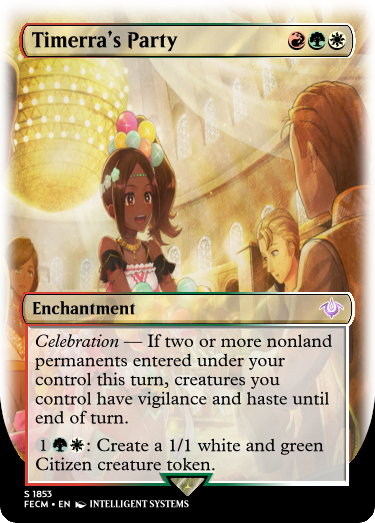 Timerra's Party
Enchantment
Celebration — If two or more nonland
permanents entered under your
control this turn, creatures you
control have vigilance and haste until
end of turn.
1 : Create a 1/1 white and green
Citizen creature token.
S 1853
FECM • EN INTELLIGENT SYSTEMS